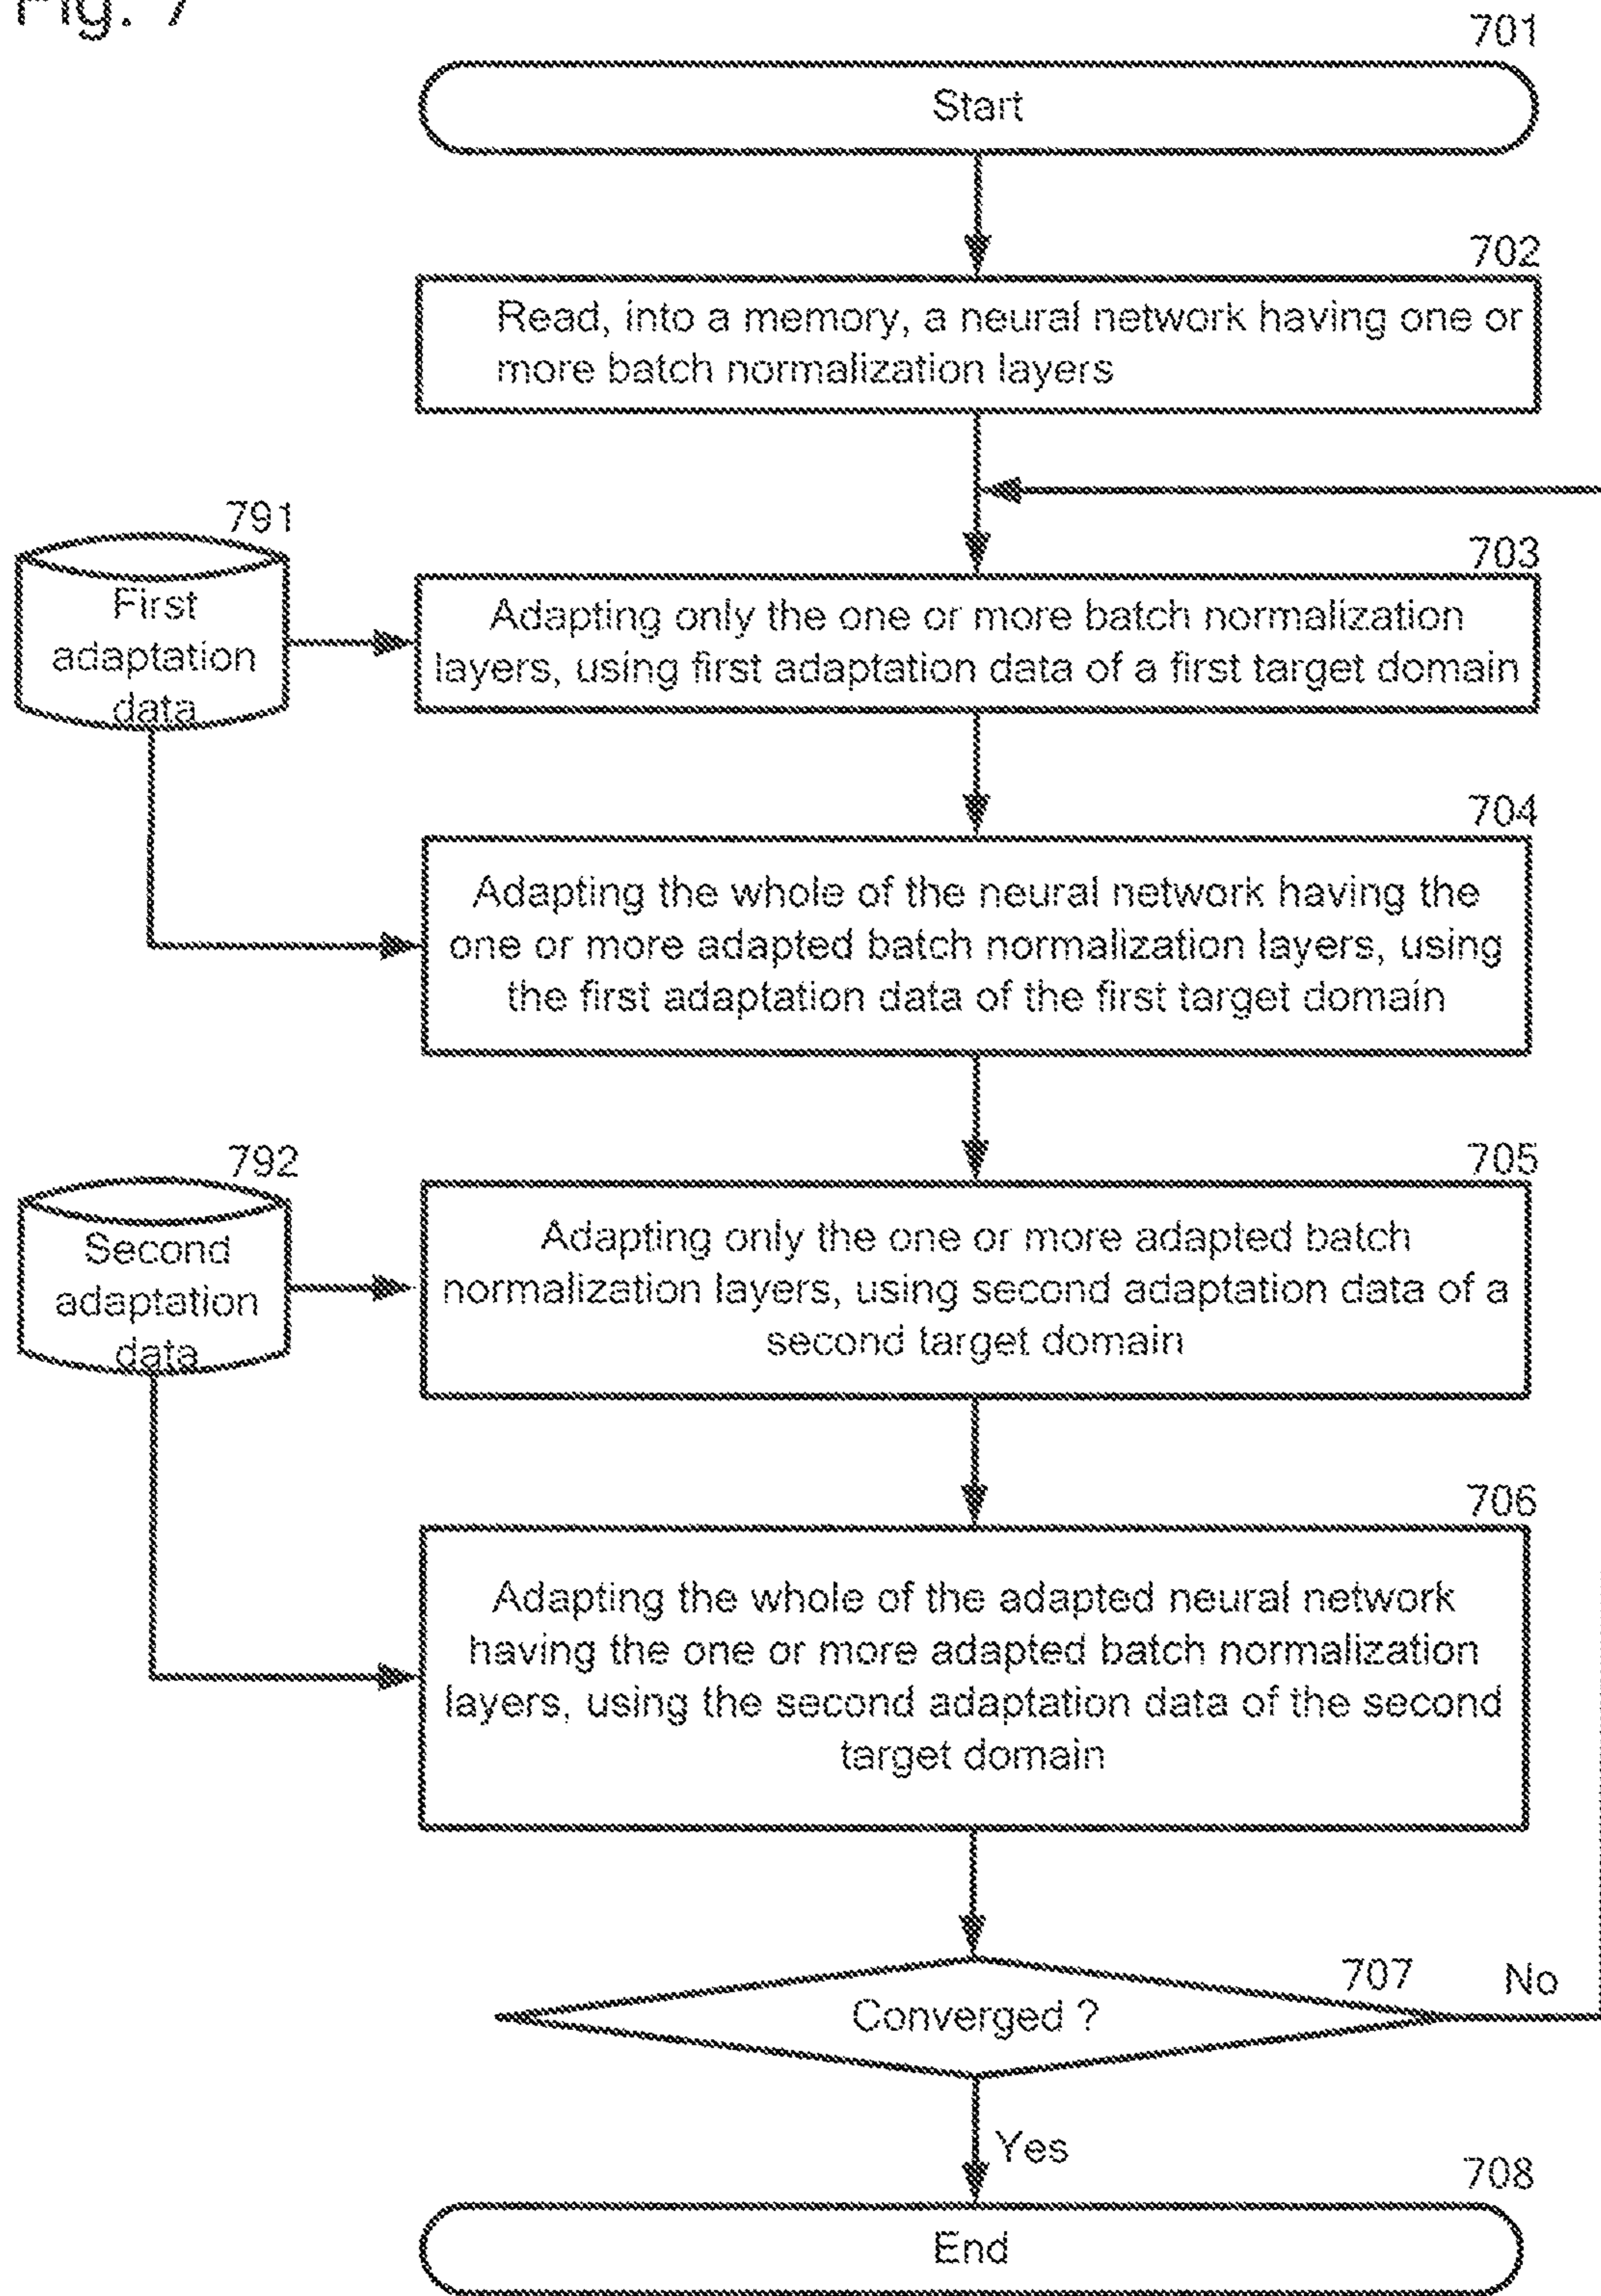 Fig. 7
701
Start
702
Read, into a memory, a neural network having one or
more batch normalization layers
791
First
adaptation
data
703
Adapting only the one or more batch normalization
layers, using first adaptation data of a first target domain
704
Adapting the whole of the neural network having the
one or more adapted batch normalization layers, using
the first adaptation data of the first target domain
792
Second
adaptation
data
705
Adapting only the one or more adapted batch
normalization layers, using second adaptation data of a
second target domain
706
Adapting the whole of the adapted neural network
having the one or more adapted batch normalization
layers, using the second adaptation data of the second
target domain
707
No
Converged ?
Yes
708
End